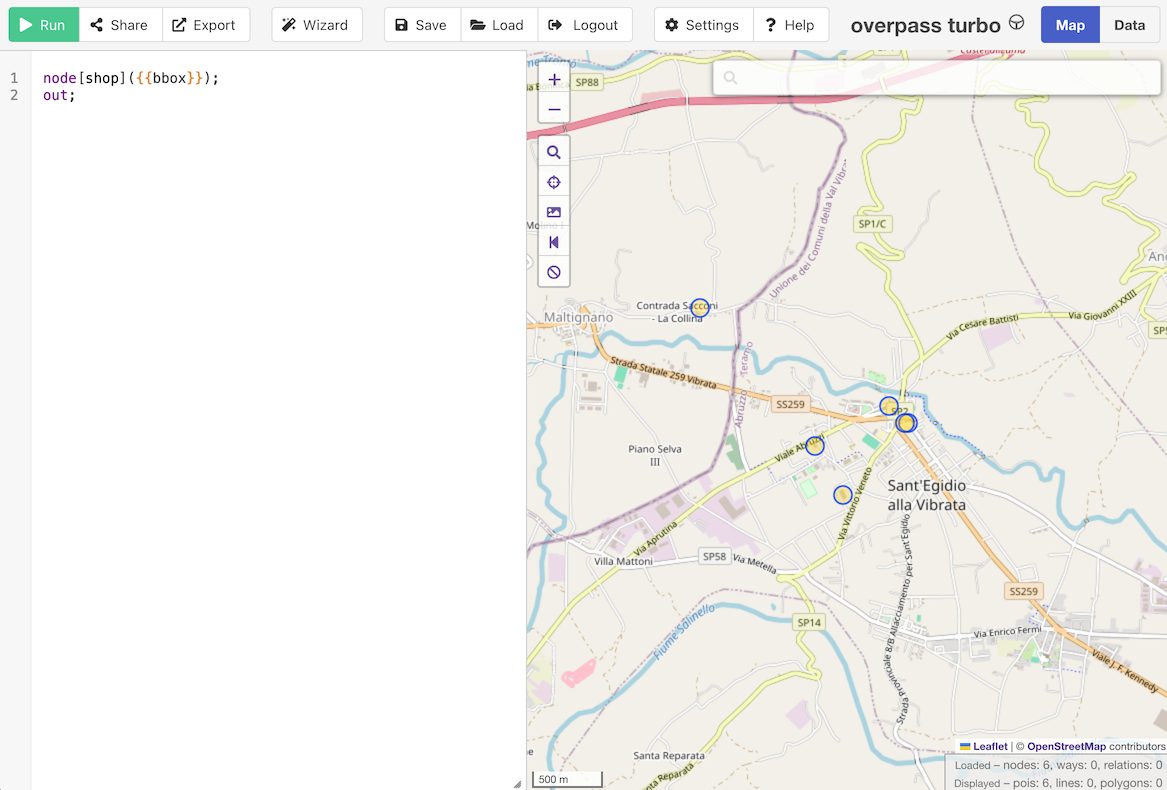 Run
Share
Export
Wizard
Save
Load
Logout
Settings
Help
overpass turbo
Map
Data
1
node[shop]({{bbox}});
2
out;
+
−
SP88
Castellalfero
Unione dei Comuni della Val Vibrata
SP1/C
Via Giovanni XXIII
Via Cesare Battisti
Contrada Sacconi
- La Collina
Maltignano
Strada Statale 259 Vibrata
Abruzzo
Teramo
SS259
SP2
Piano Selva
III
Viale Abruzzi
Sant'Egidio
alla Vibrata
Via Vittorio Veneto
Via Aprutina
Villa Mattoni
SP58
Via Metella
Strada Provinciale 8/B Allacciamento per Sant'Egidio
SS259
SP14
Fiume Salinello
Via Enrico Fermi
Viale J. F. Kennedy
Santa Reparata
Santa Reparata
500 m
Leaflet | © OpenStreetMap contributors
Loaded – nodes: 6, ways: 0, relations: 0
Displayed – pois: 6, lines: 0, polygons: 0